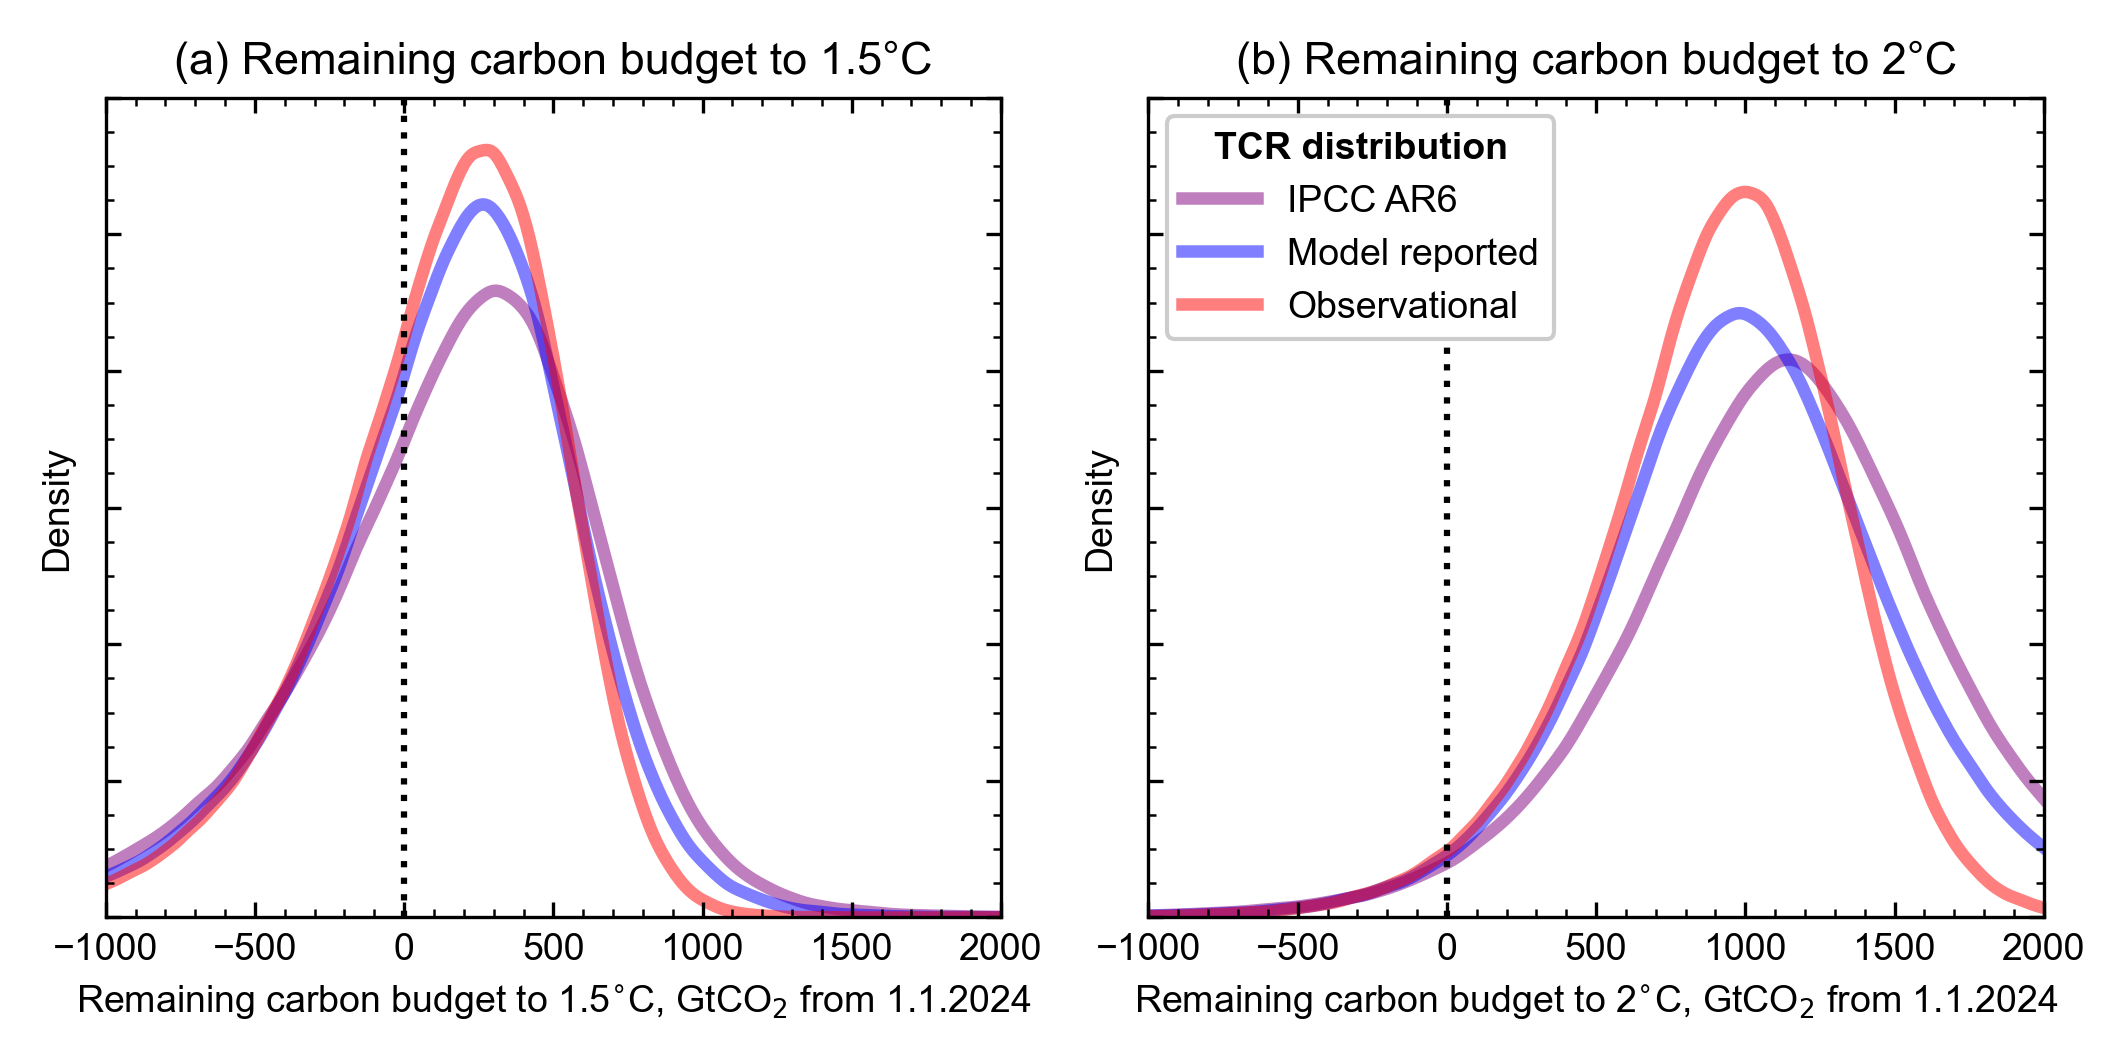 (a) Remaining carbon budget to 1.5°C
Density
−1000 −500 0 500 1000 1500 2000
Remaining carbon budget to 1.5°C, GtCO₂ from 1.1.2024
(b) Remaining carbon budget to 2°C
TCR distribution
IPCC AR6
Model reported
Observational
Density
−1000 −500 0 500 1000 1500 2000
Remaining carbon budget to 2°C, GtCO₂ from 1.1.2024